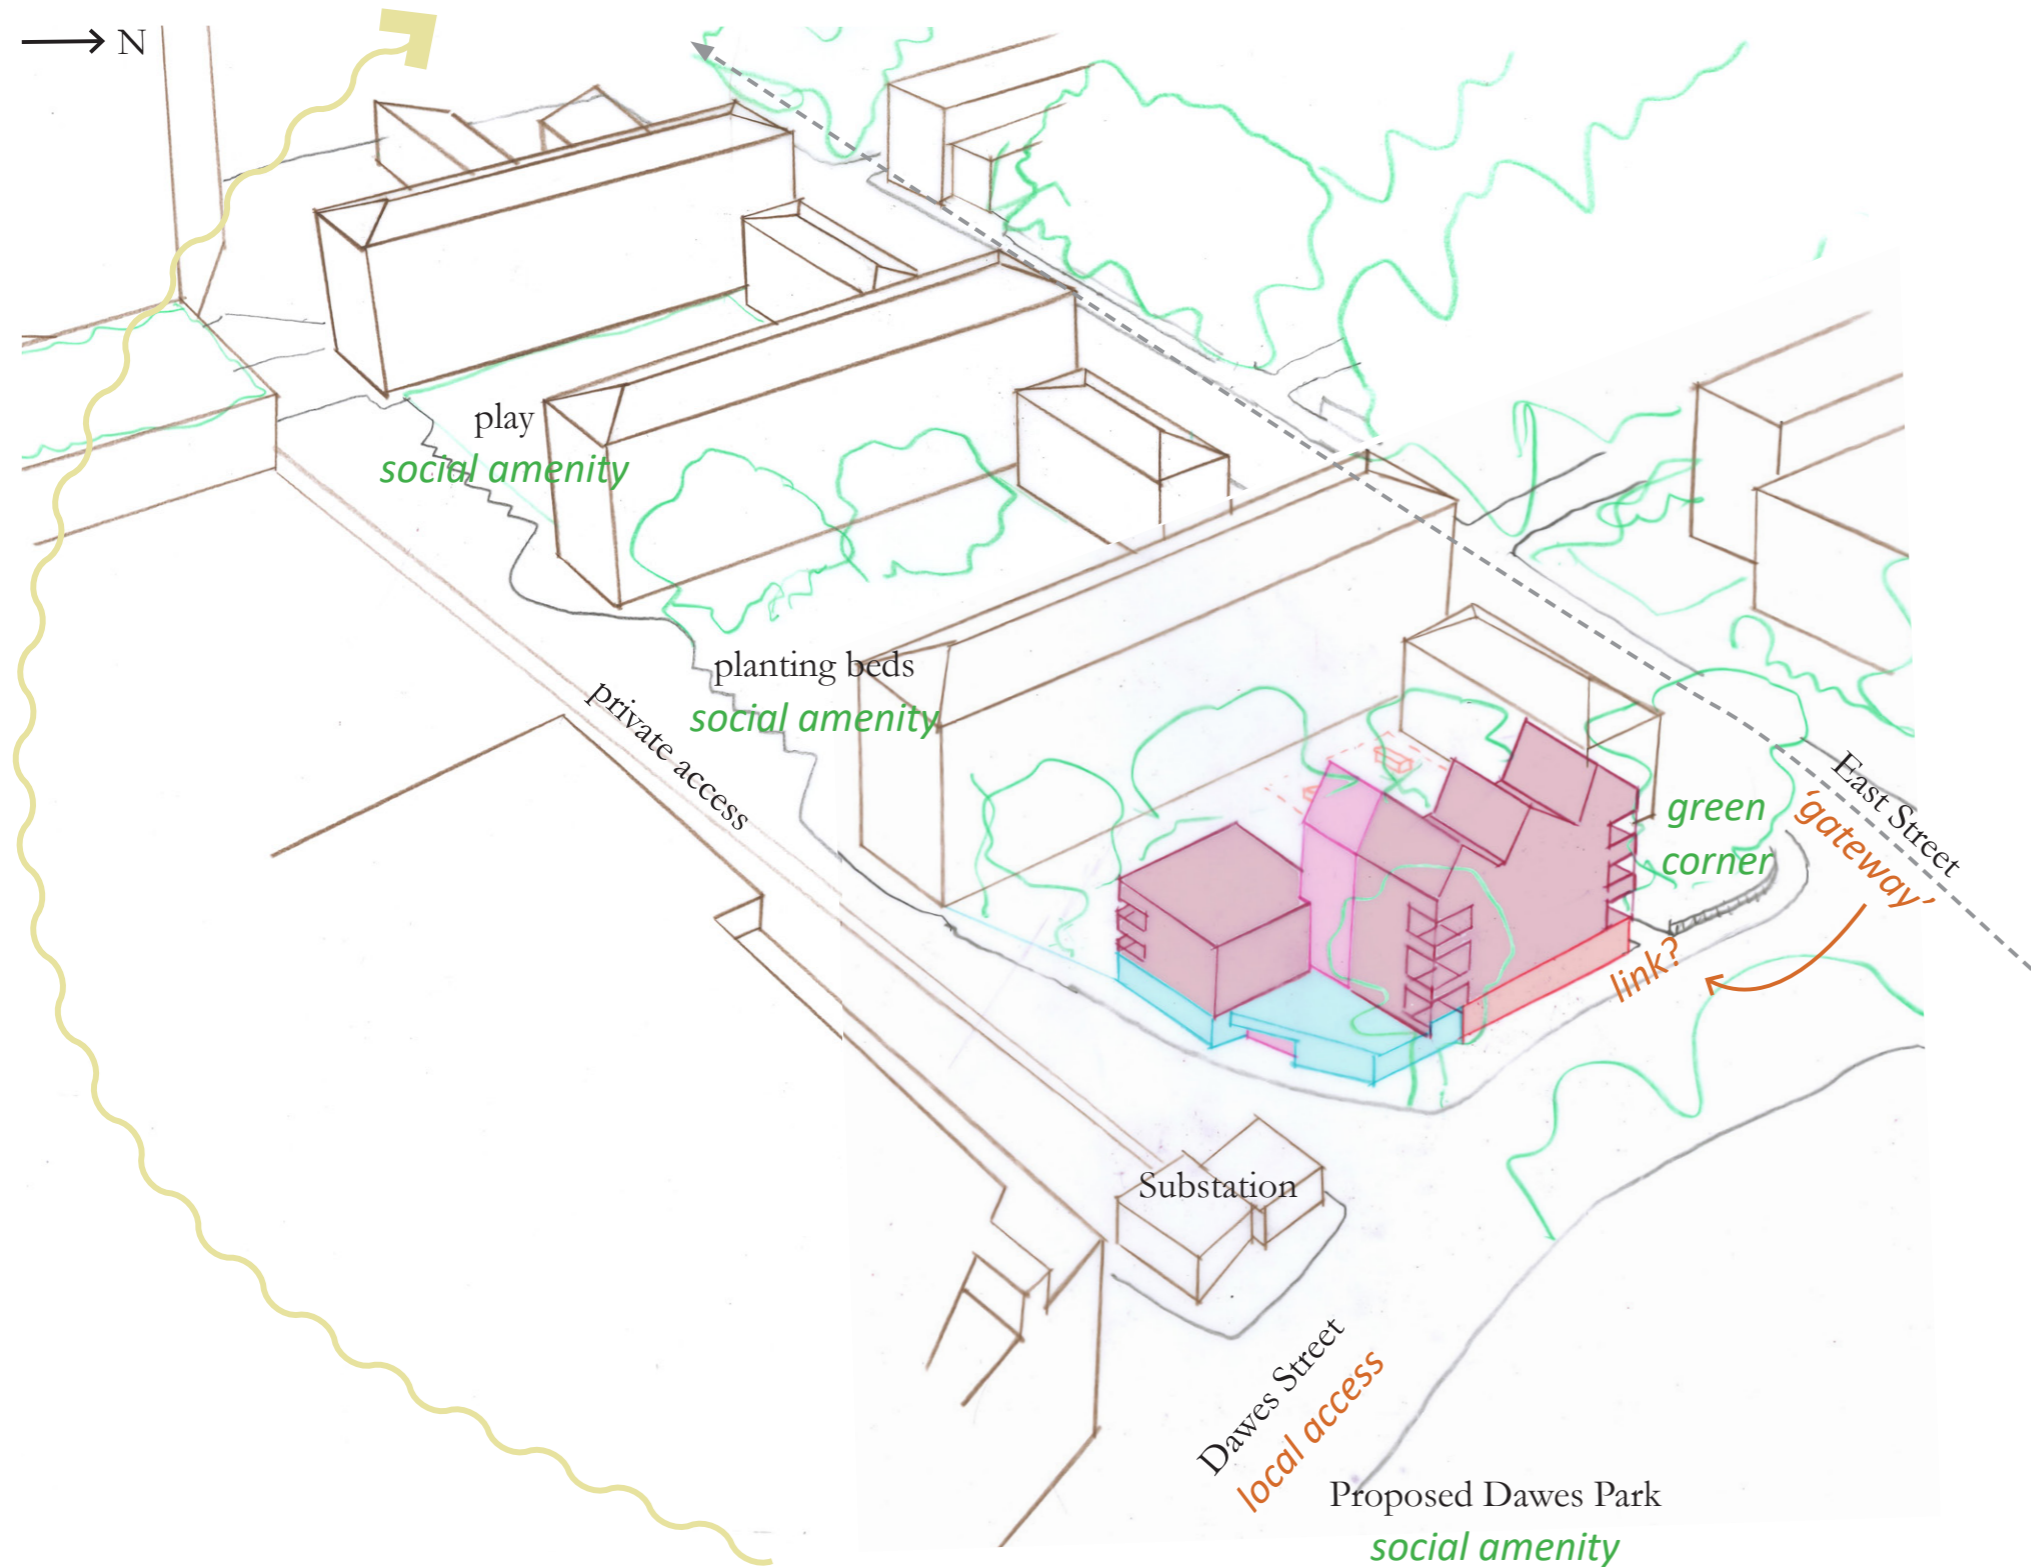 N
play
social amenity
planting beds
social amenity
private access
East Street
'gateway'
green
corner
link?
Substation
Dawes Street
local access
Proposed Dawes Park
social amenity